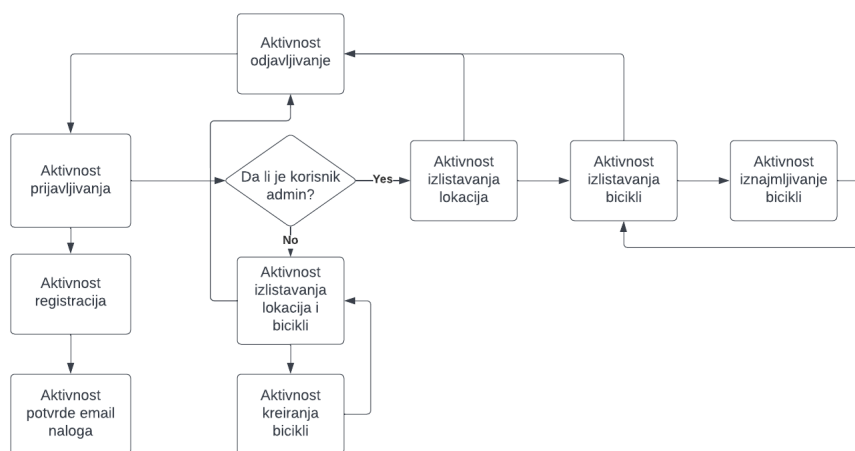 Aktivnost
odjavljivanje
Aktivnost
prijavljivanja
Da li je korisnik
admin?
Yes
Aktivnost
izlistavanja
lokacija
Aktivnost
izlistavanja
bicikli
Aktivnost
iznajmljivanje
bicikli
No
Aktivnost
registracija
Aktivnost
izlistavanja
lokacija i
bicikli
Aktivnost
potvrde email
naloga
Aktivnost
kreiranja
bicikli